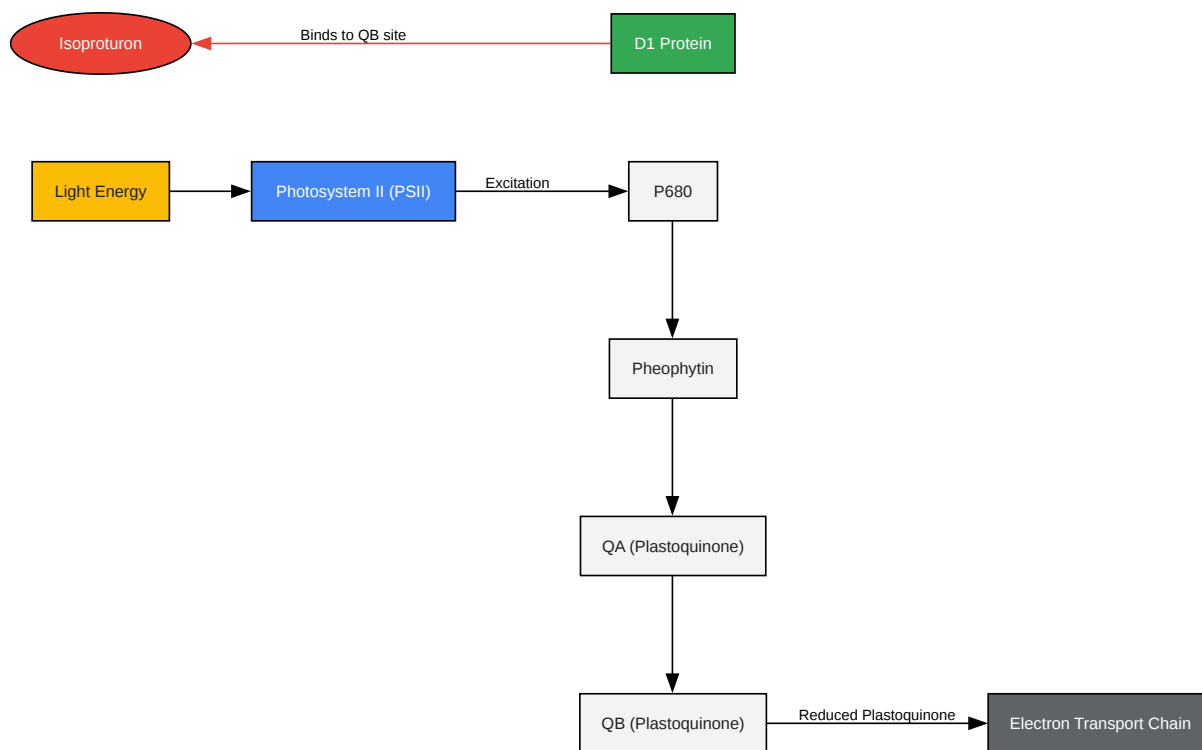 Isoproturon
Binds to QB site
D1 Protein
Light Energy
Photosystem II (PSII)
Excitation
P680
Pheophytin
QA (Plastoquinone)
QB (Plastoquinone)
Reduced Plastoquinone
Electron Transport Chain